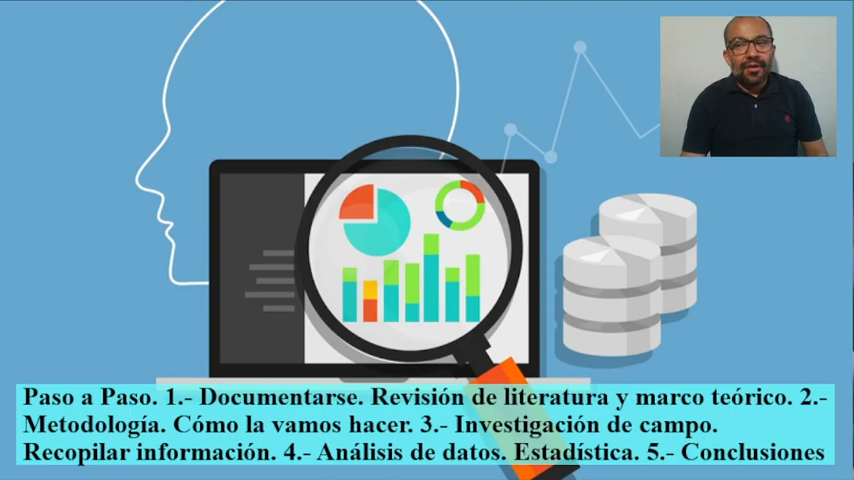 Paso a Paso. 1.- Documentarse. Revisión de literatura y marco teórico. 2.-
Metodología. Cómo la vamos hacer. 3.- Investigación de campo.
Recopilar información. 4.- Análisis de datos. Estadística. 5.- Conclusiones